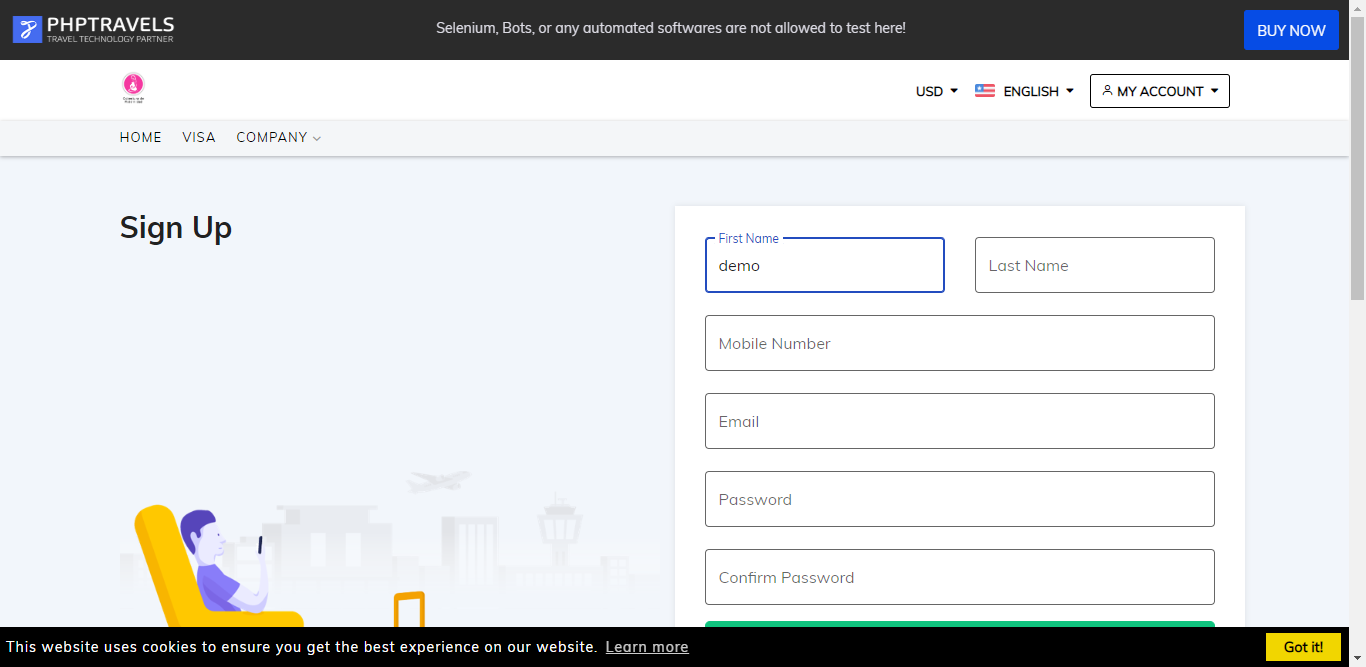 PHPTRAVELS
TRAVEL TECHNOLOGY PARTNER
Selenium, Bots, or any automated softwares are not allowed to test here!
BUY NOW
USD
ENGLISH
MY ACCOUNT
HOME
VISA
COMPANY
Sign Up
First Name
demo
Last Name
Mobile Number
Email
Password
Confirm Password
This website uses cookies to ensure you get the best experience on our website. Learn more
Got it!